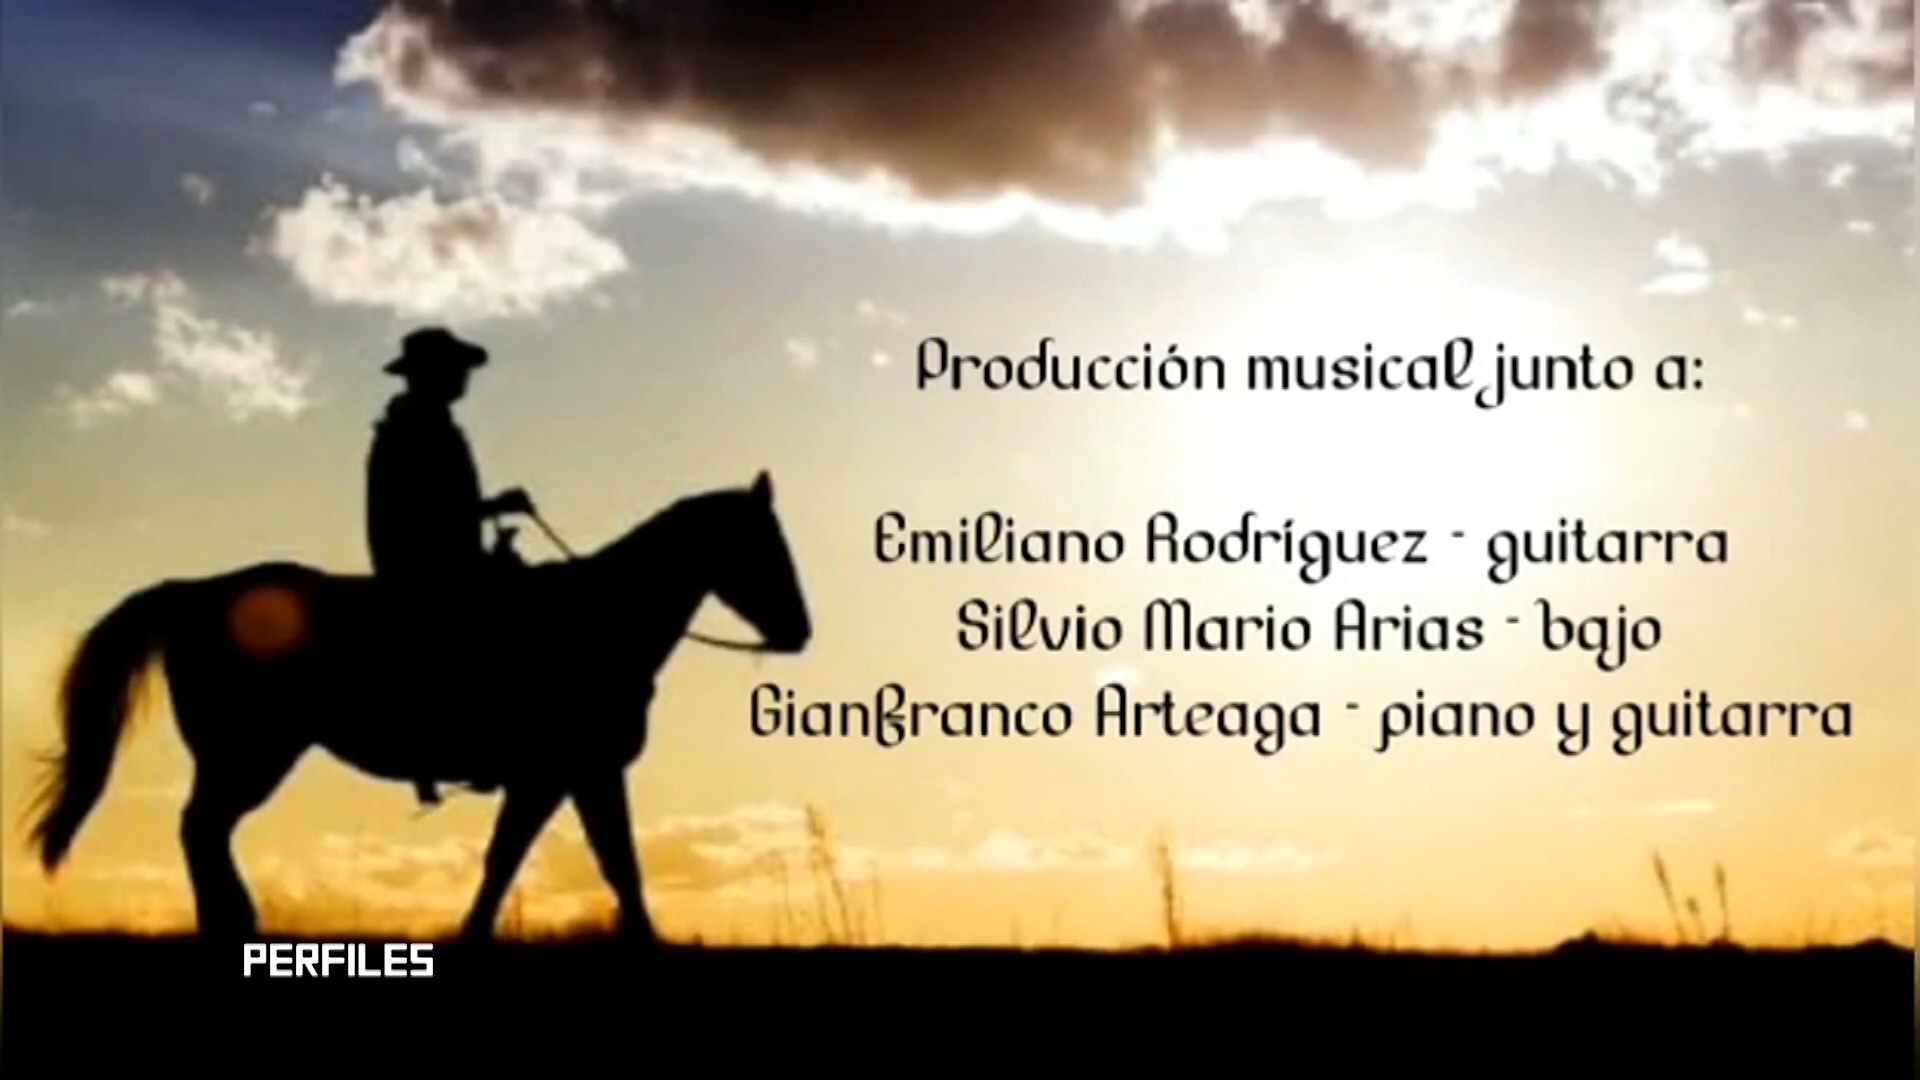 Producción musical junto a:
Emiliano Rodríguez - guitarra
Silvio Mario Arias - bajo
Gianfranco Arteaga - piano y guitarra
PERFILES